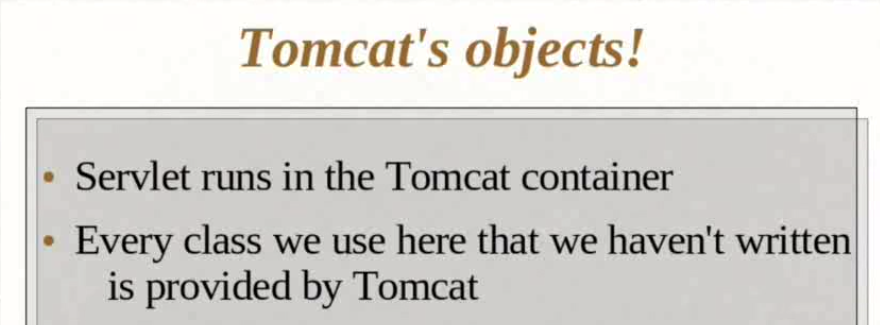 Tomcat's objects!
• Servlet runs in the Tomcat container
• Every class we use here that we haven't written
is provided by Tomcat